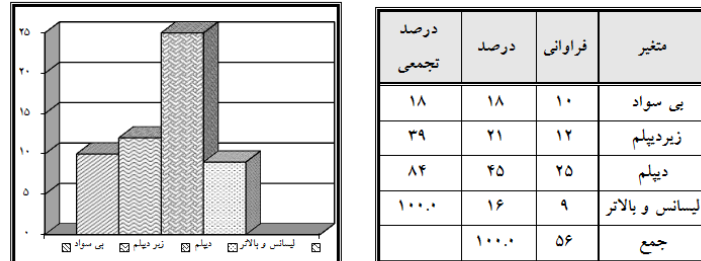 ۲۵
۲۰
۱۵
۱۰
۵
۰
بی سواد زیر دیپلم دیپلم لیسانس و بالاتر
متغیر فراوانی درصد درصد تجمعی
بی سواد ۱۰ ۱۸ ۱۸
زیردیپلم ۱۲ ۲۱ ۳۹
دیپلم ۲۵ ۴۵ ۸۴
لیسانس و بالاتر ۹ ۱۶ ۱۰۰.۰
جمع ۵۶ ۱۰۰.۰